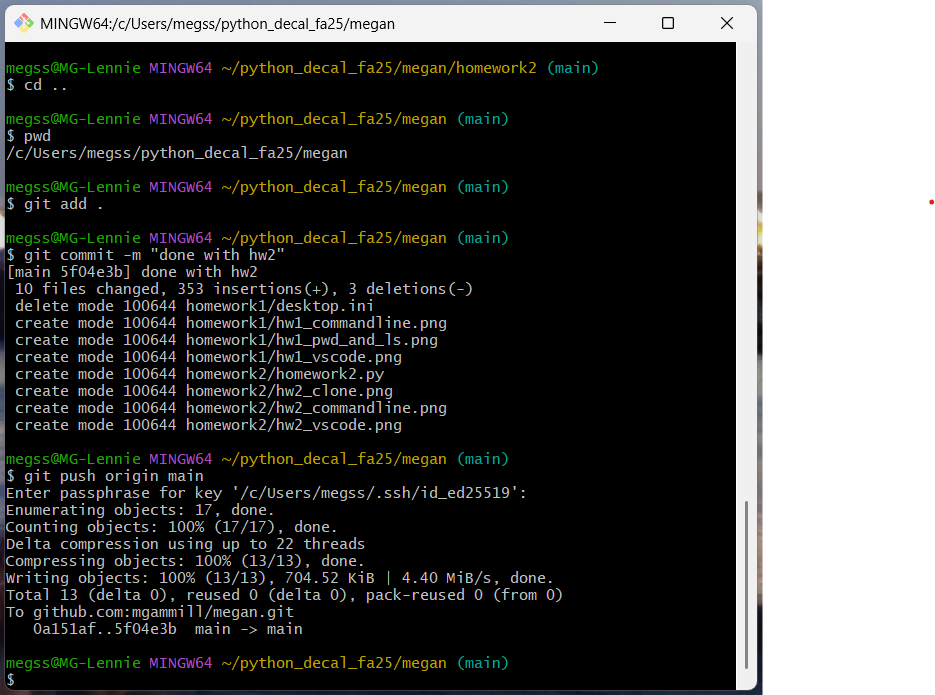 MINGW64:/c/Users/megss/python_decal_fa25/megan
megss@MG-Lennie MINGW64 ~/python_decal_fa25/megan/homework2 (main)
$ cd ..
megss@MG-Lennie MINGW64 ~/python_decal_fa25/megan (main)
$ pwd
/c/Users/megss/python_decal_fa25/megan
megss@MG-Lennie MINGW64 ~/python_decal_fa25/megan (main)
$ git add .
megss@MG-Lennie MINGW64 ~/python_decal_fa25/megan (main)
$ git commit -m "done with hw2"
[main 5f04e3b] done with hw2
 10 files changed, 353 insertions(+), 3 deletions(-)
 delete mode 100644 homework1/desktop.ini
 create mode 100644 homework1/hw1_commandline.png
 create mode 100644 homework1/hw1_pwd_and_ls.png
 create mode 100644 homework1/hw1_vscode.png
 create mode 100644 homework2/homework2.py
 create mode 100644 homework2/hw2_clone.png
 create mode 100644 homework2/hw2_commandline.png
 create mode 100644 homework2/hw2_vscode.png
megss@MG-Lennie MINGW64 ~/python_decal_fa25/megan (main)
$ git push origin main
Enter passphrase for key '/c/Users/megss/.ssh/id_ed25519':
Enumerating objects: 17, done.
Counting objects: 100% (17/17), done.
Delta compression using up to 22 threads
Compressing objects: 100% (13/13), done.
Writing objects: 100% (13/13), 704.52 KiB | 4.40 MiB/s, done.
Total 13 (delta 0), reused 0 (delta 0), pack-reused 0 (from 0)
To github.com:mgammill/megan.git
   0a151af..5f04e3b  main -> main
megss@MG-Lennie MINGW64 ~/python_decal_fa25/megan (main)
$